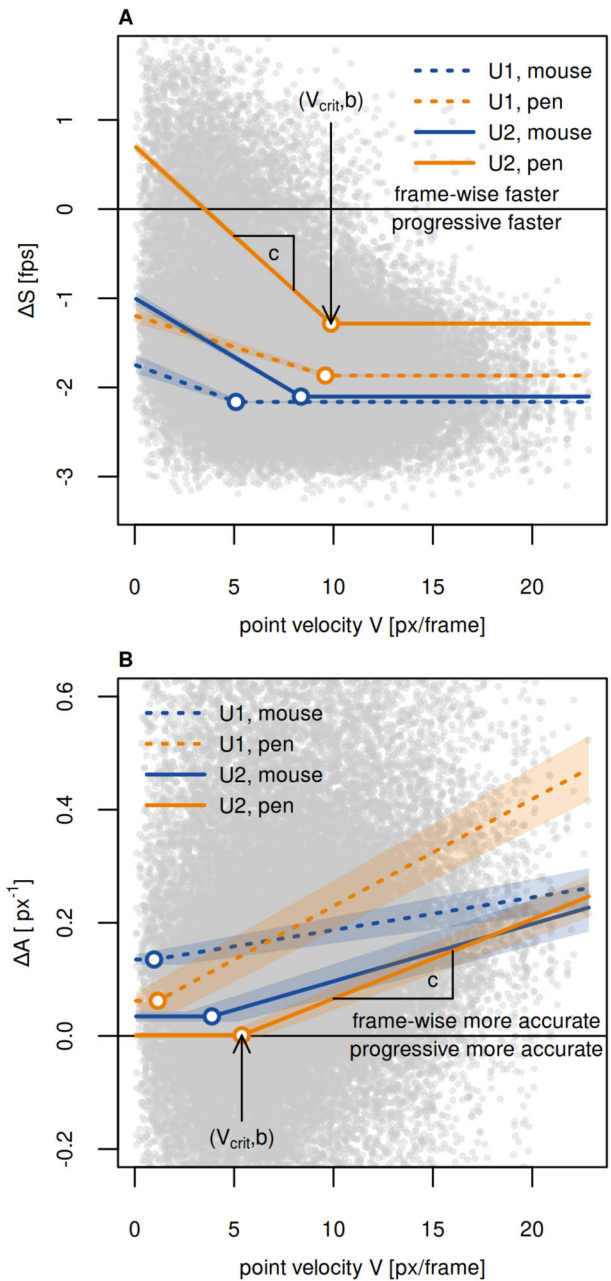 A
U1, mouse
U1, pen
U2, mouse
U2, pen
(Vcrit,b)
frame-wise faster
progressive faster
c
ΔS [fps]
1
0
-1
-2
-3
0 5 10 15 20
point velocity V [px/frame]
B
U1, mouse
U1, pen
U2, mouse
U2, pen
ΔA [ px⁻¹]
0.6
0.4
0.2
0.0
-0.2
c
frame-wise more accurate
progressive more accurate
(Vcrit,b)
0 5 10 15 20
point velocity V [px/frame]